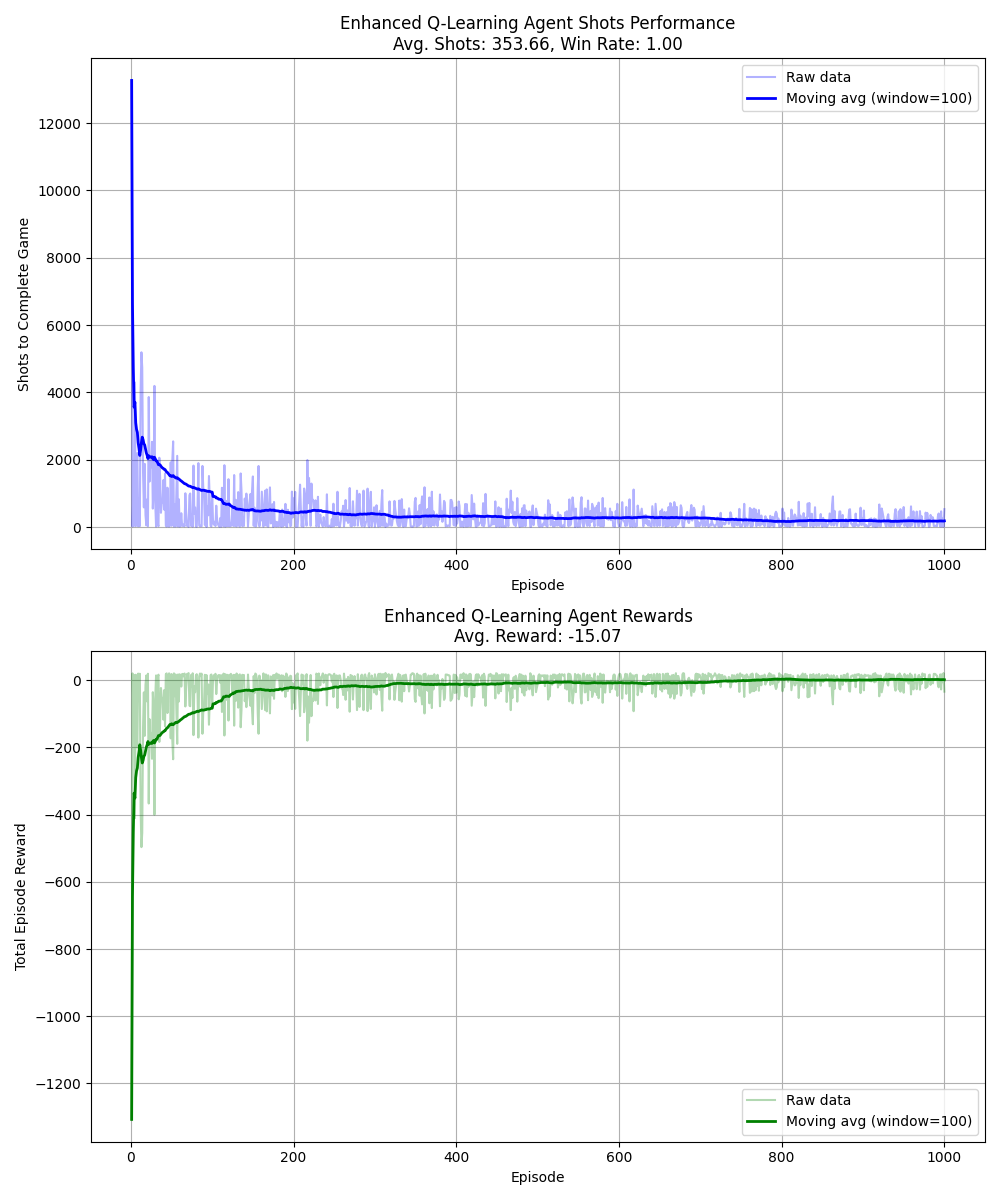 Enhanced Q-Learning Agent Shots Performance
Avg. Shots: 353.66, Win Rate: 1.00
Raw data
Moving avg (window=100)
12000
10000
8000
6000
4000
2000
0
Shots to Complete Game
0 200 400 600 800 1000
Episode
Enhanced Q-Learning Agent Rewards
Avg. Reward: -15.07
0
−200
−400
−600
−800
−1000
−1200
Total Episode Reward
Raw data
Moving avg (window=100)
0 200 400 600 800 1000
Episode